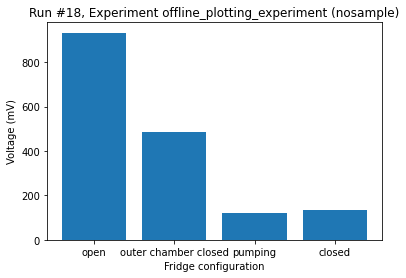 Run #18, Experiment offline_plotting_experiment (nosample)
Voltage (mV)
800
600
400
200
0
open outer chamber closed pumping closed
Fridge configuration